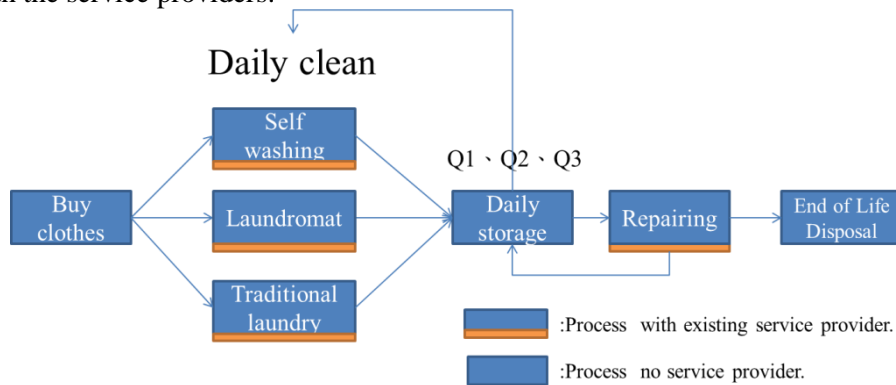 the service providers.
Daily clean
Self
washing
Q1、Q2、Q3
Buy
clothes
Laundromat
Daily
storage
Repairing
End of Life
Disposal
Traditional
laundry
:Process with existing service provider.
:Process no service provider.